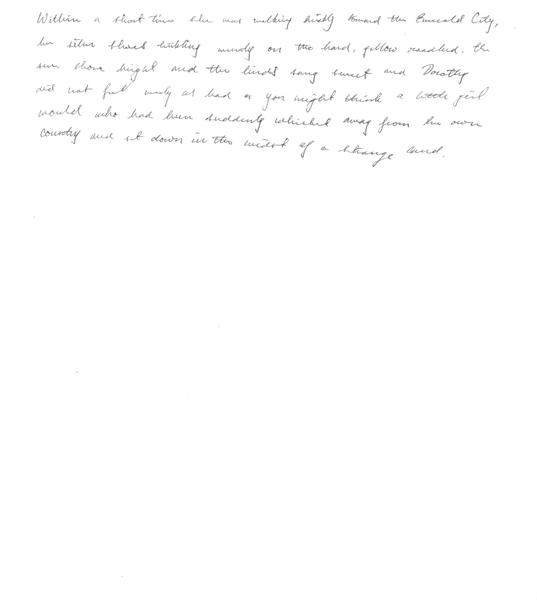 Within a short time she was walking briskly toward the Emerald City,
her silver shoes tinkling merrily on the hard, yellow roadbed. The
sun shone bright and the birds sang sweet and Dorothy
did not feel nearly as bad as you might think a little girl
would who had been suddenly whisked away from her own
country and set down in the midst of a strange land.